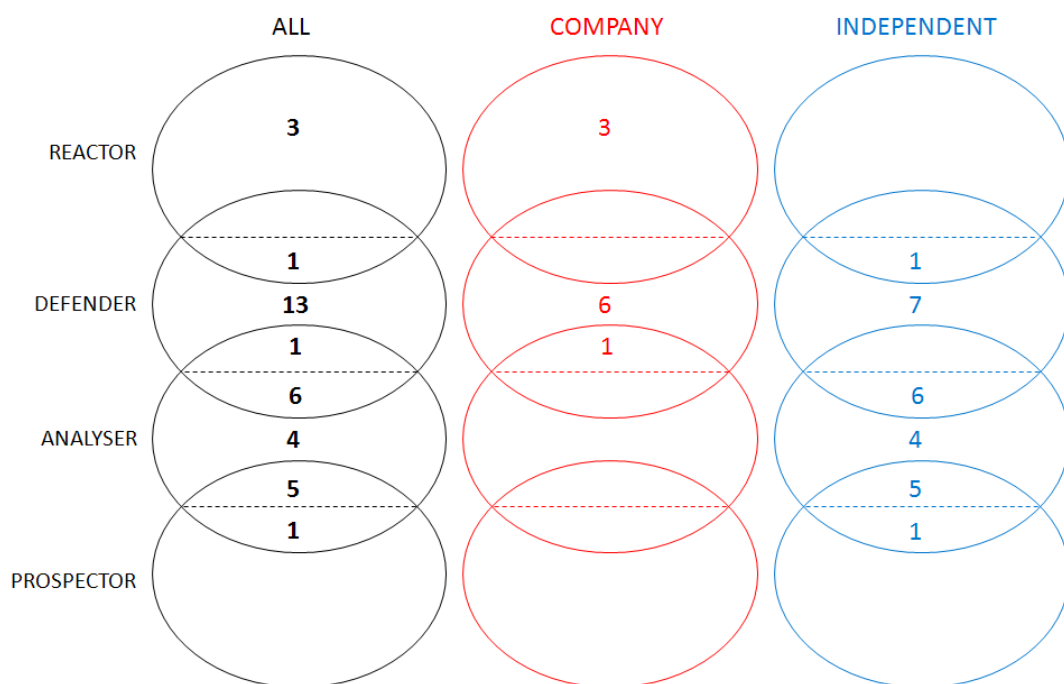 ALL COMPANY INDEPENDENT
REACTOR 3 3
1 1
DEFENDER 13 6 7
1 1
6 6
ANALYSER 4 4
5 5
1 1
PROSPECTOR